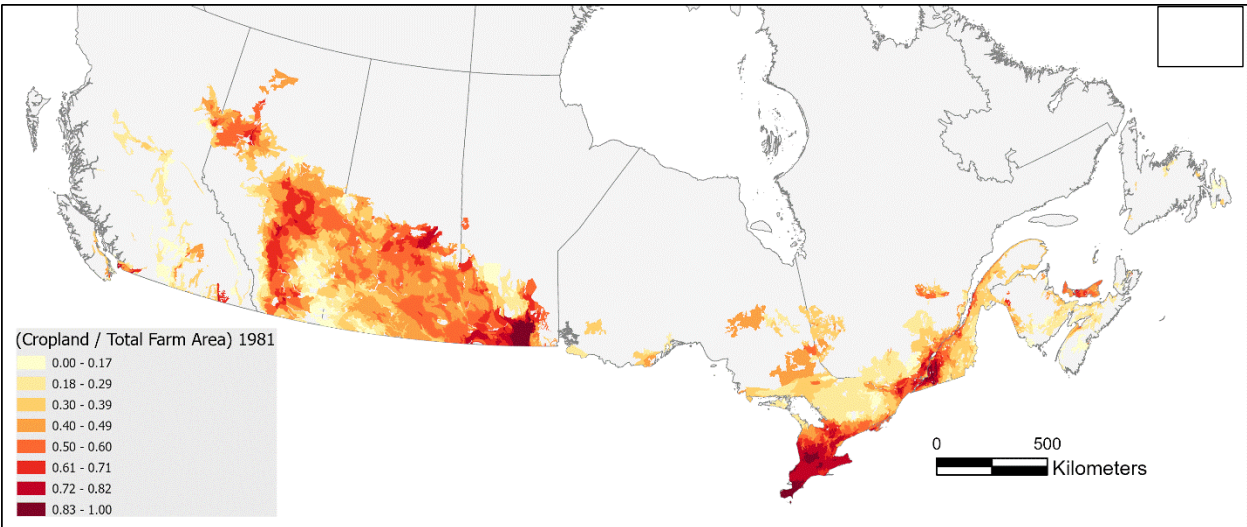 (Cropland / Total Farm Area) 1981
0.00 - 0.17
0.18 - 0.29
0.30 - 0.39
0.40 - 0.49
0.50 - 0.60
0.61 - 0.71
0.72 - 0.82
0.83 - 1.00
0 500
Kilometers